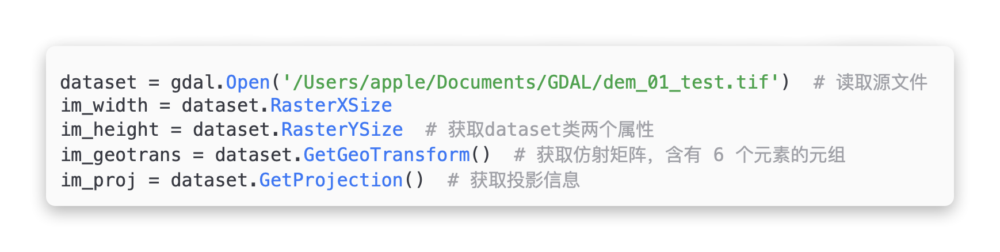 dataset = gdal.Open('/Users/apple/Documents/GDAL/dem_01_test.tif')  # 读取源文件
im_width = dataset.RasterXSize
im_height = dataset.RasterYSize  # 获取dataset类两个属性
im_geotrans = dataset.GetGeoTransform()  # 获取仿射矩阵，含有 6 个元素的元组
im_proj = dataset.GetProjection()  # 获取投影信息